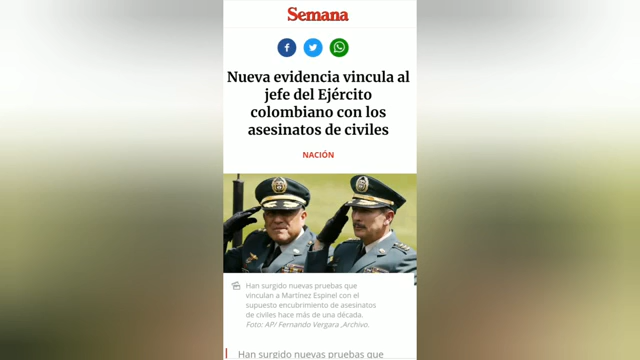 Semana
Nueva evidencia vincula al
jefe del Ejército
colombiano con los
asesinatos de civiles
NACIÓN
Han surgido nuevas pruebas que
vinculan a Martínez Espinel con el
supuesto encubrimiento de asesinatos
de civiles hace más de una década.
Foto: AP/ Fernando Vergara ,Archivo.
Han surgido nuevas pruebas que